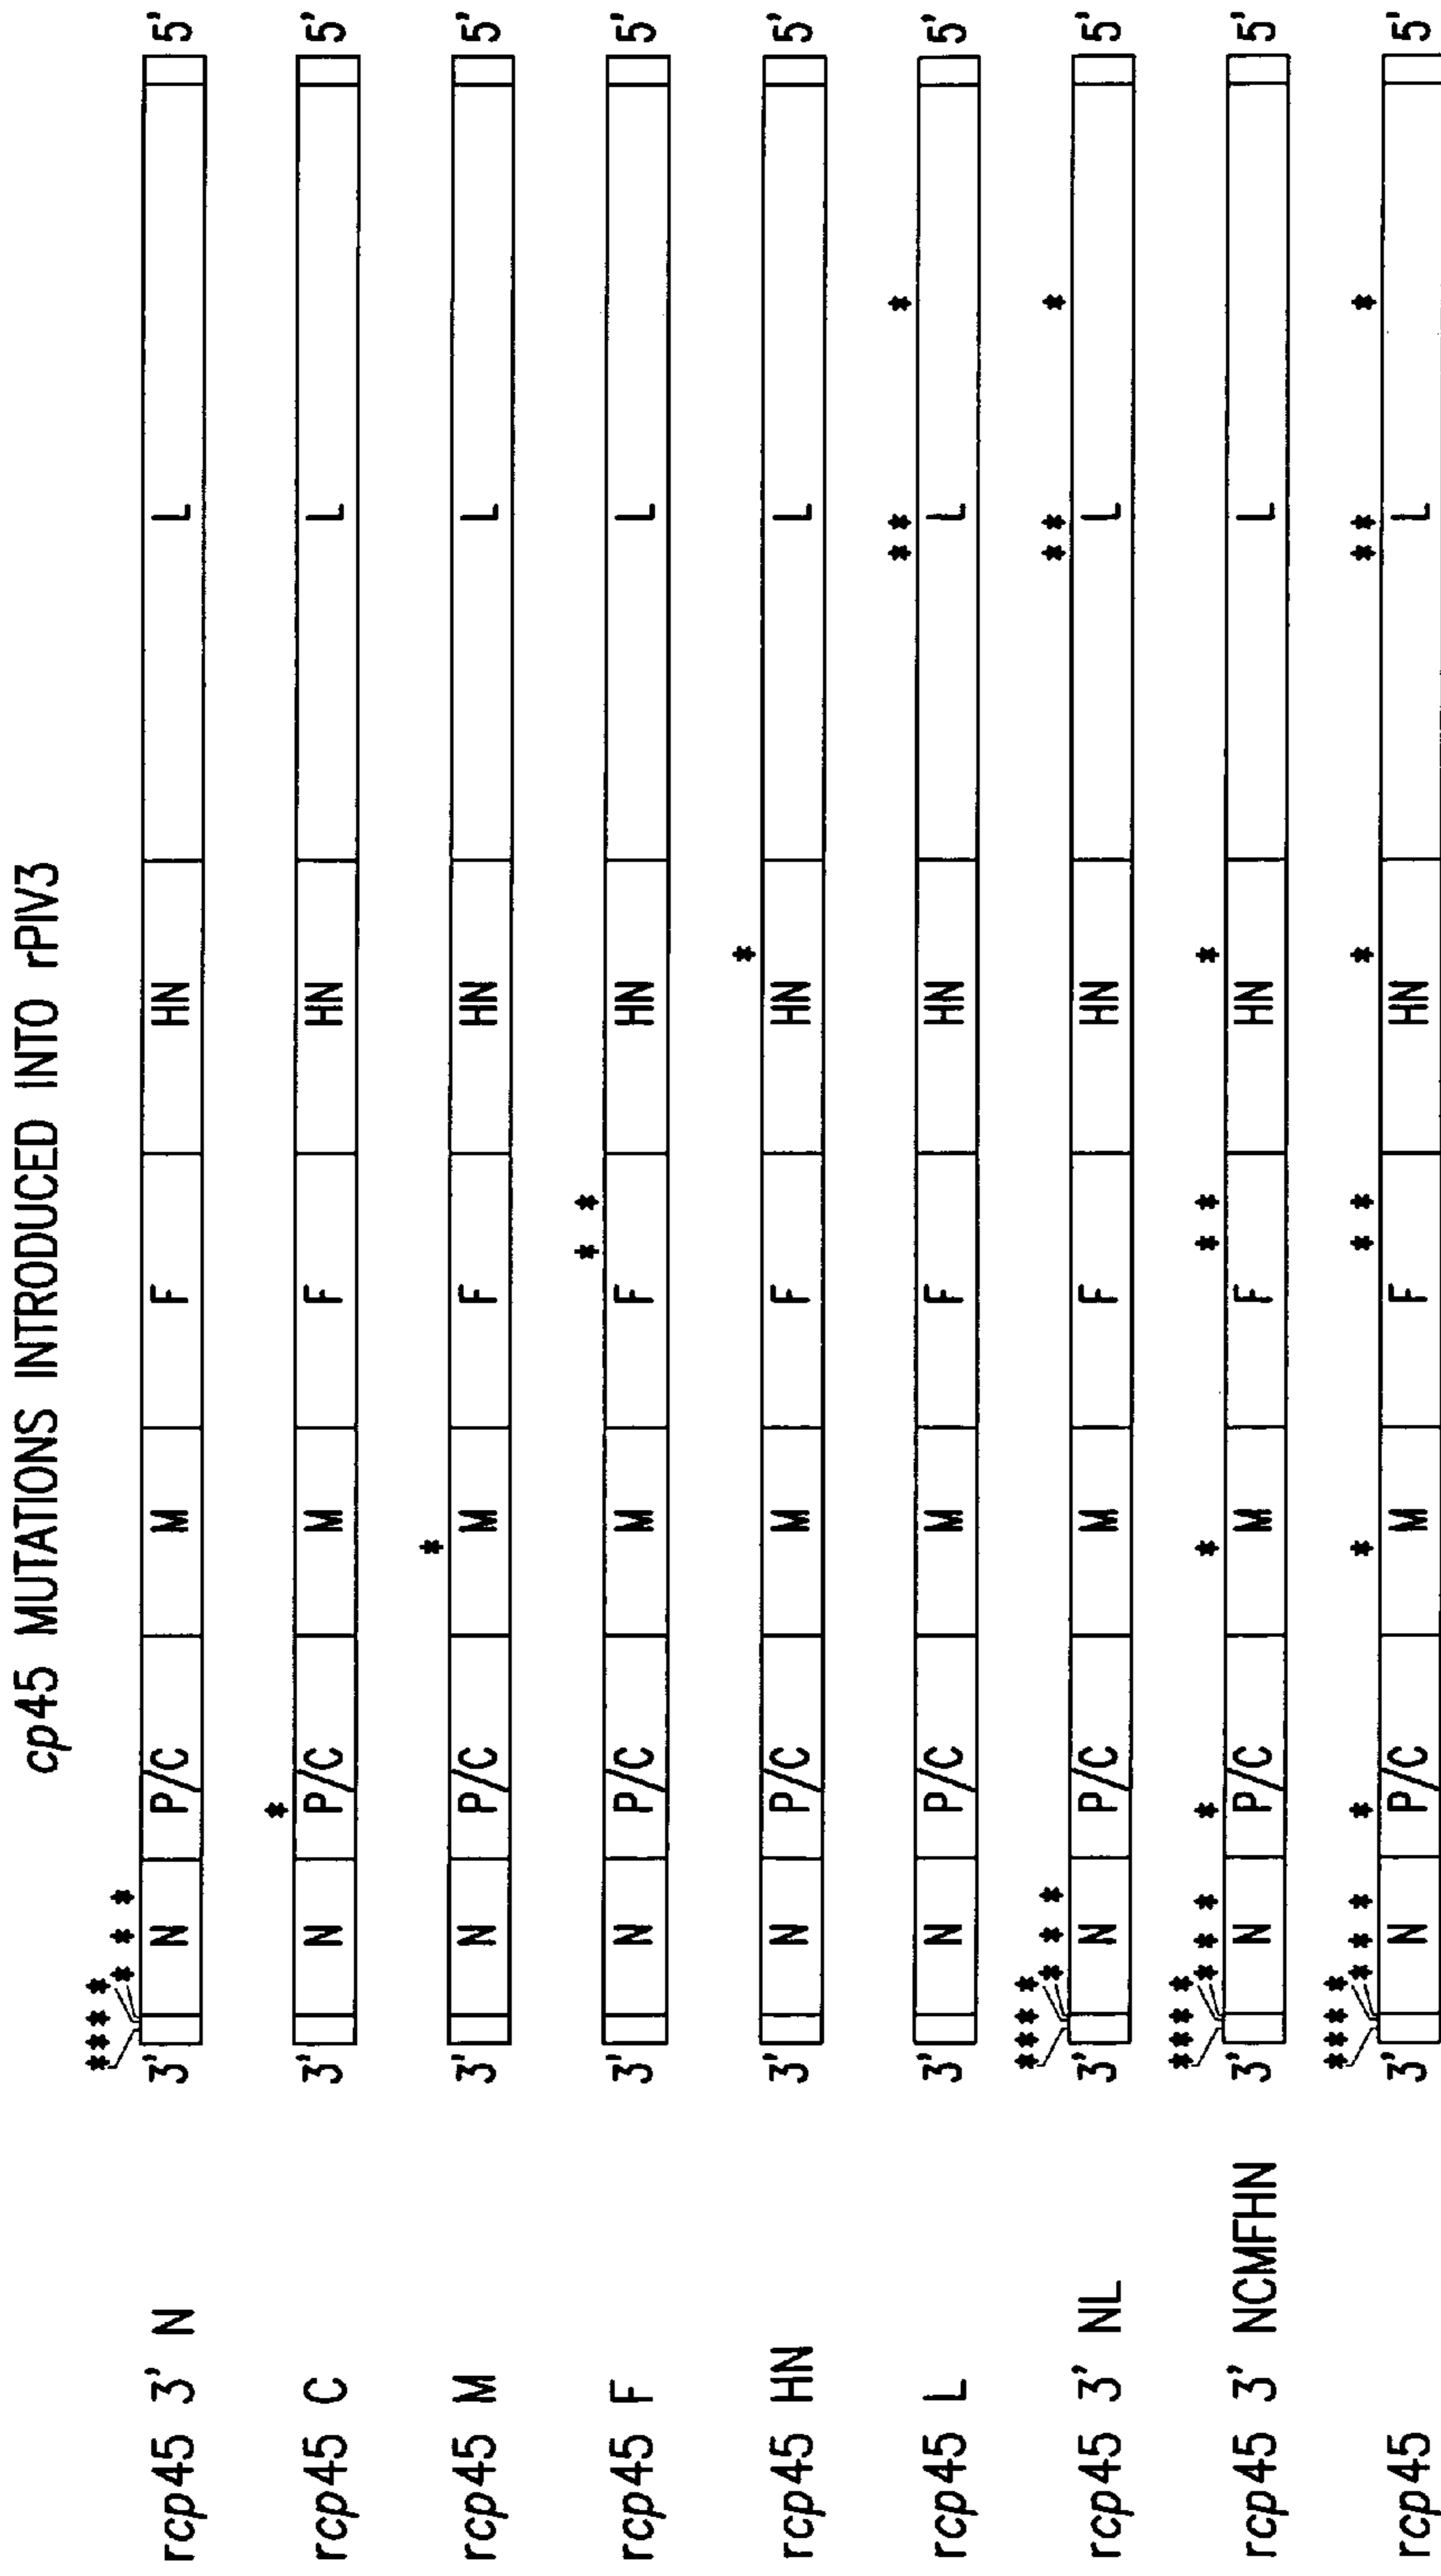 cp45 MUTATIONS INTRODUCED INTO rPIV3
**** ***
rcp45 3' N 3' N P/C M F HN L 5'
*
rcp45 C 3' N P/C M F HN L 5'
*
rcp45 M 3' N P/C M F HN L 5'
* *
rcp45 F 3' N P/C M F HN L 5'
*
rcp45 HN 3' N P/C M F HN L 5'
** *
rcp45 L 3' N P/C M F HN L 5'
**** *** ** *
rcp45 3' NL 3' N P/C M F HN L 5'
**** *** * * ** *
rcp45 3' NCMFHN 3' N P/C M F HN L 5'
**** *** * * ** * ** *
rcp45 3' N P/C M F HN L 5'